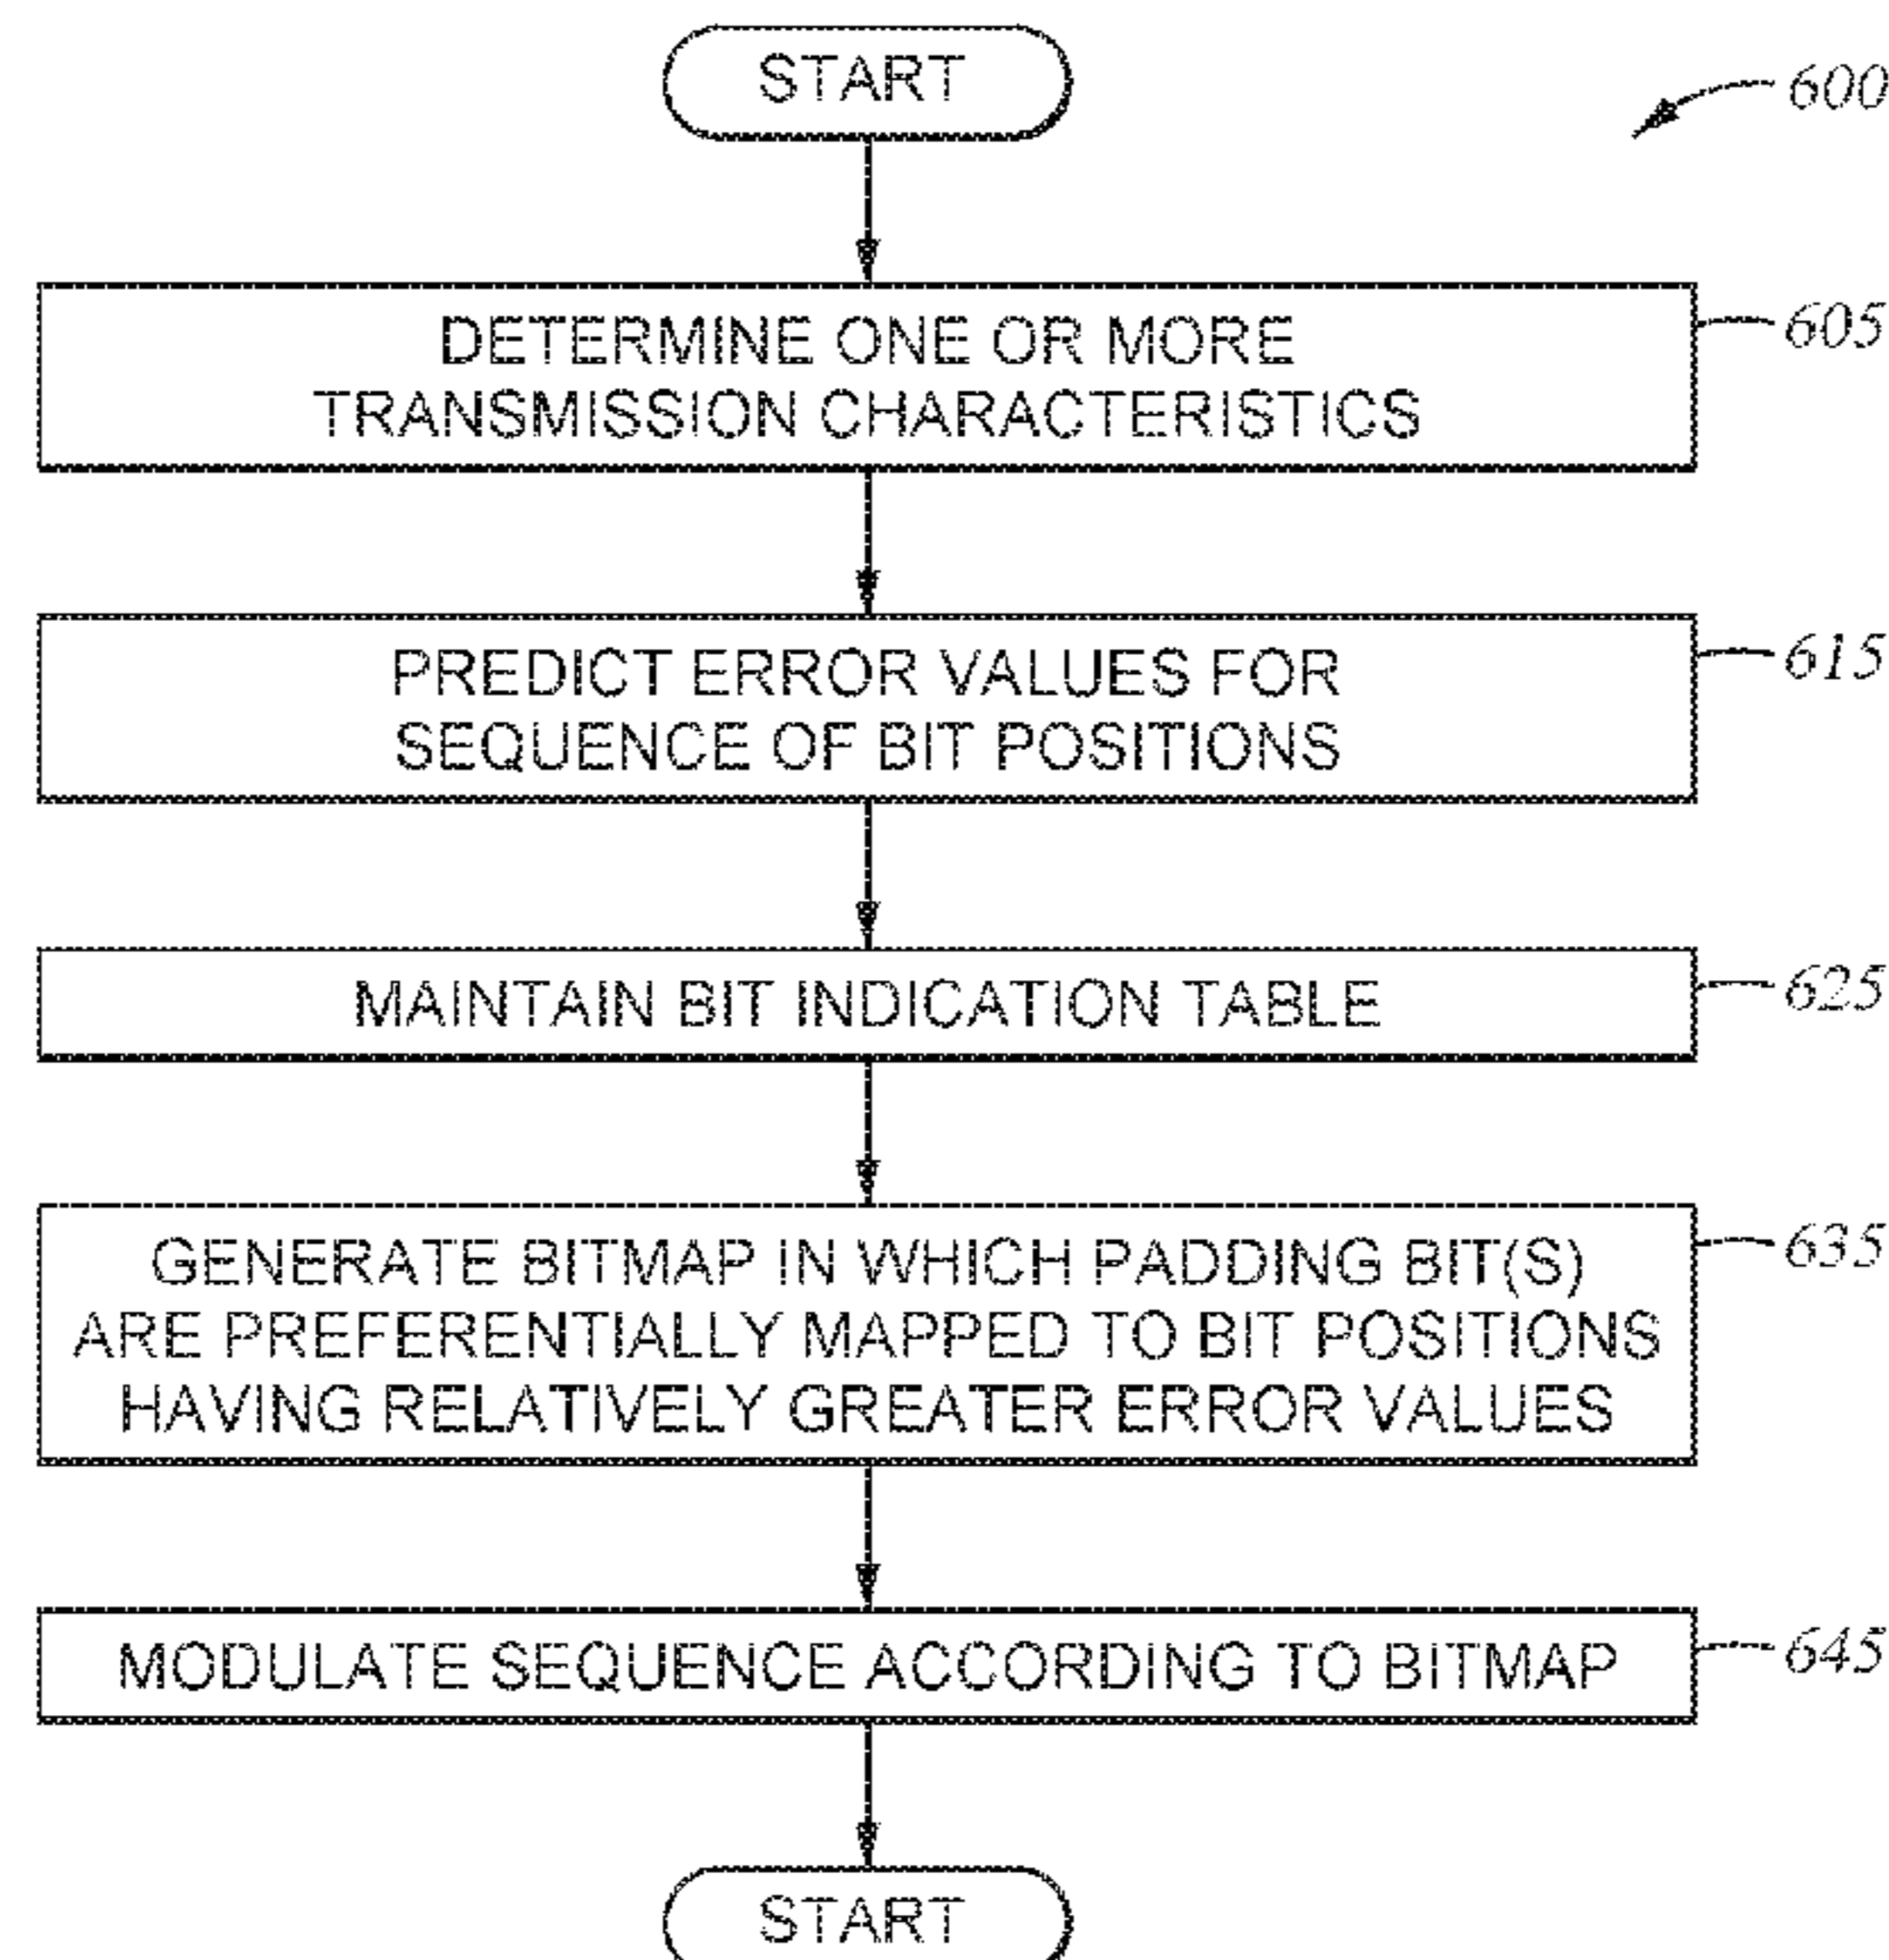 START
600
DETERMINE ONE OR MORE
TRANSMISSION CHARACTERISTICS
605
PREDICT ERROR VALUES FOR
SEQUENCE OF BIT POSITIONS
615
MAINTAIN BIT INDICATION TABLE
625
GENERATE BITMAP IN WHICH PADDING BIT(S)
ARE PREFERENTIALLY MAPPED TO BIT POSITIONS
HAVING RELATIVELY GREATER ERROR VALUES
635
MODULATE SEQUENCE ACCORDING TO BITMAP
645
START